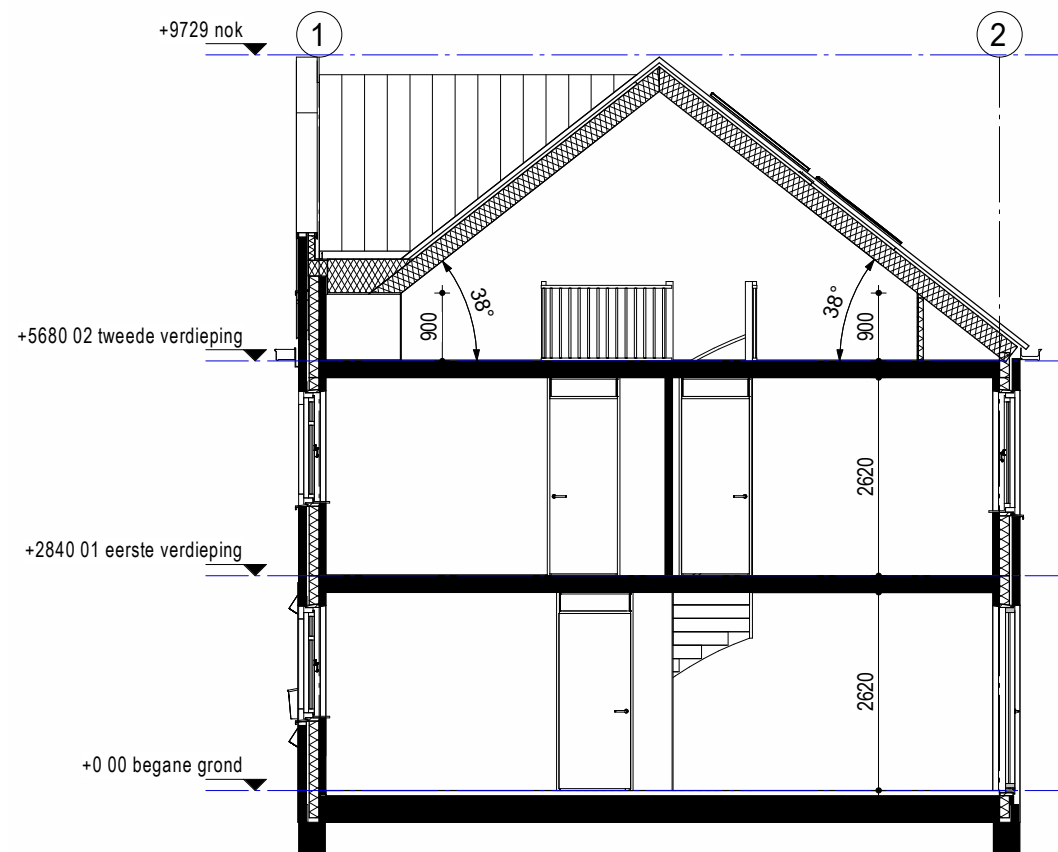 +9729 nok
1
2
38°
38°
900
900
+5680 02 tweede verdieping
2620
+2840 01 eerste verdieping
2620
+0 00 begane grond